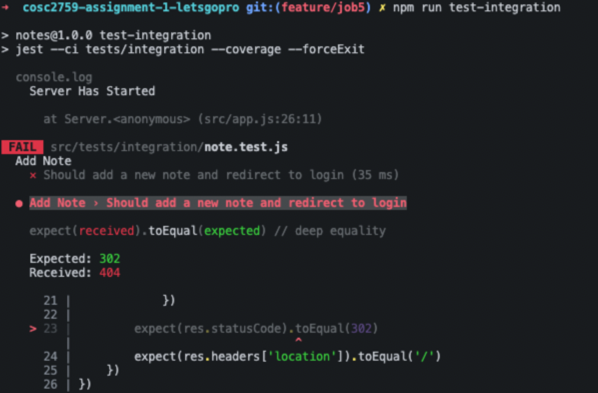 ➜ cosc2759-assignment-1-letsgopro git:(feature/job5) ✗ npm run test-integration
> notes@1.0.0 test-integration
> jest --ci tests/integration --coverage --forceExit
console.log
Server Has Started
at Server.<anonymous> (src/app.js:26:11)
FAIL src/tests/integration/note.test.js
Add Note
✕ Should add a new note and redirect to login (35 ms)
● Add Note › Should add a new note and redirect to login
expect(received).toEqual(expected) // deep equality
Expected: 302
Received: 404
21 | })
22 |
> 23 | expect(res.statusCode).toEqual(302)
| ^
24 | expect(res.headers['location']).toEqual('/')
25 | })
26 | })